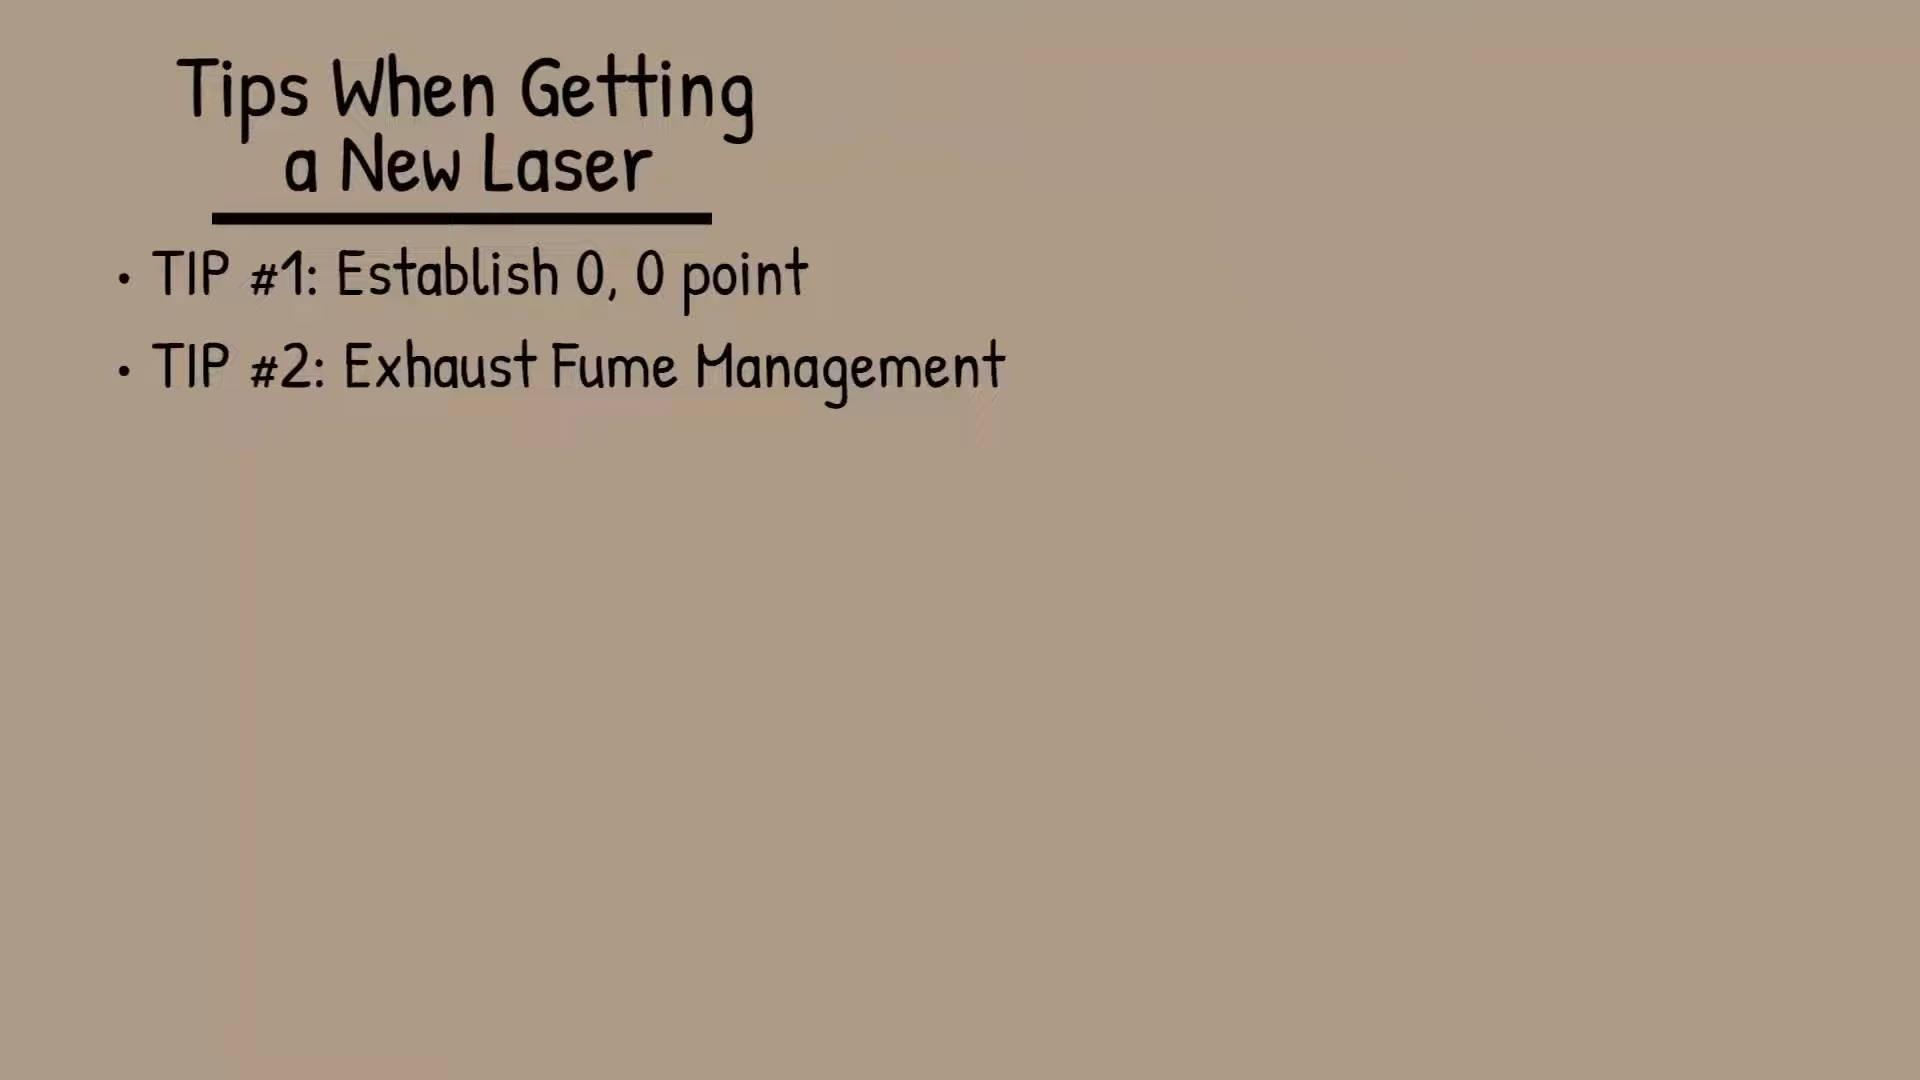 Tips When Getting
a New Laser
• TIP #1: Establish 0, 0 point
• TIP #2: Exhaust Fume Management